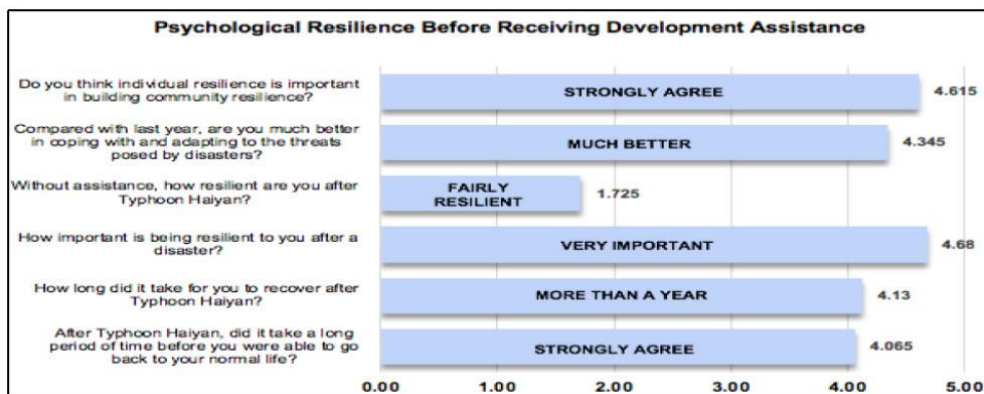 Psychological Resilience Before Receiving Development Assistance
Do you think individual resilience is important
in building community resilience?
STRONGLY AGREE
4.615
Compared with last year, are you much better
in coping with and adapting to the threats
posed by disasters?
MUCH BETTER
4.345
Without assistance, how resilient are you after
Typhoon Haiyan?
FAIRLY
RESILIENT
1.725
How important is being resilient to you after a
disaster?
VERY IMPORTANT
4.68
How long did it take for you to recover after
Typhoon Haiyan?
MORE THAN A YEAR
4.13
After Typhoon Haiyan, did it take a long
period of time before you were able to go
back to your normal life?
STRONGLY AGREE
4.065
0.00 1.00 2.00 3.00 4.00 5.00